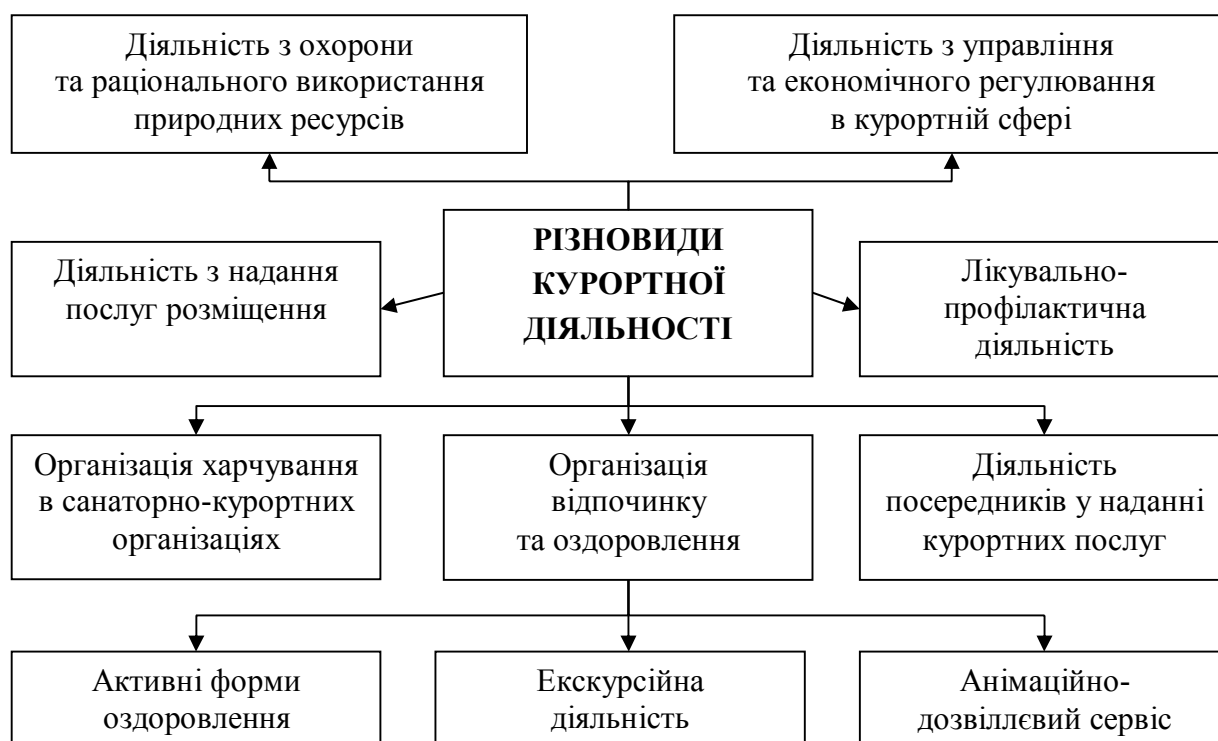 Діяльність з охорони
та раціонального використання
природних ресурсів
Діяльність з управління
та економічного регулювання
в курортній сфері
Діяльність з надання
послуг розміщення
РІЗНОВИДИ
КУРОРТНОЇ
ДІЯЛЬНОСТІ
Лікувально-
профілактична
діяльність
Організація харчування
в санаторно-курортних
організаціях
Організація
відпочинку
та оздоровлення
Діяльність
посередників у наданні
курортних послуг
Активні форми
оздоровлення
Екскурсійна
діяльність
Анімаційно-
дозвіллєвий сервіс